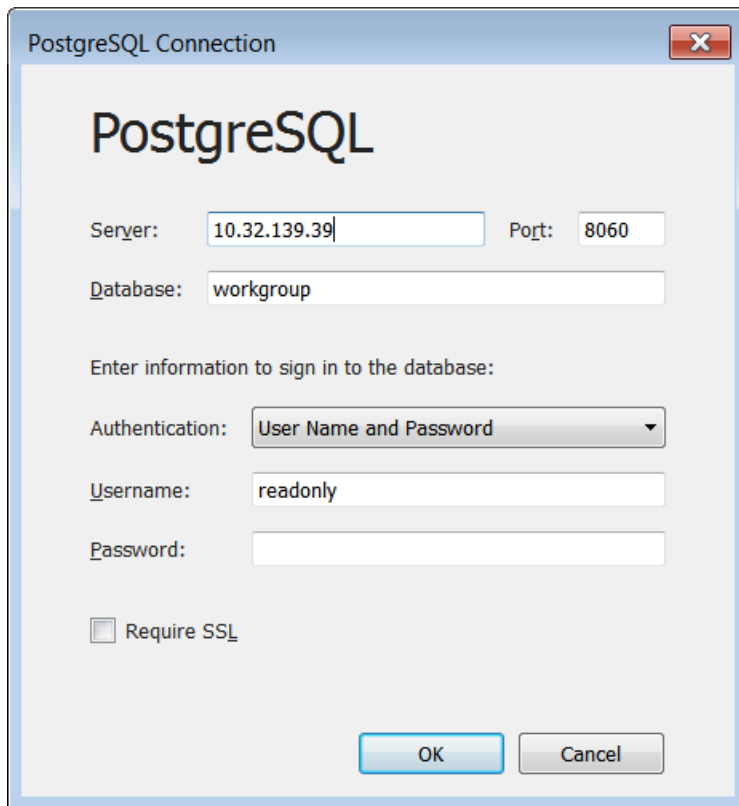 PostgreSQL Connection
PostgreSQL
Server: 10.32.139.39 Port: 8060
Database: workgroup
Enter information to sign in to the database:
Authentication: User Name and Password
Username: readonly
Password:
Require SSL
OK Cancel